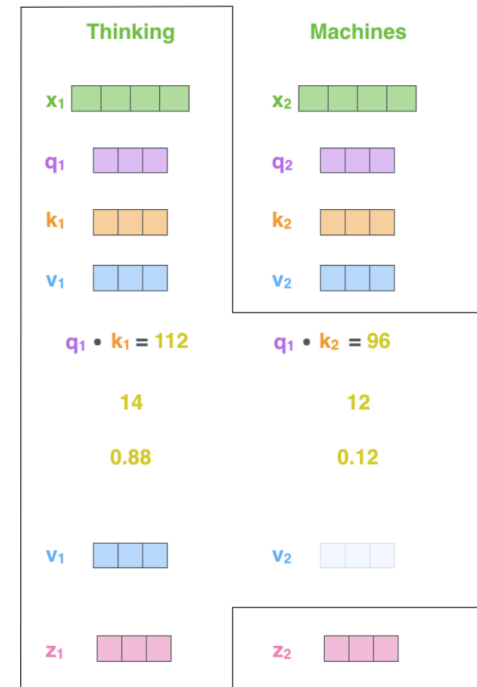 Thinking Machines
x₁ x₂
q₁ q₂
k₁ k₂
v₁ v₂
q₁ • k₁ = 112 q₁ • k₂ = 96
14 12
0.88 0.12
v₁ v₂
z₁ z₂